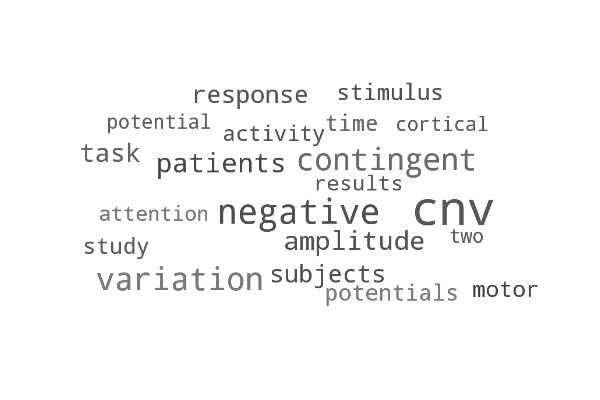 response stimulus
potential activity time cortical
task patients contingent
results
attention negative cnv
study amplitude two
variation subjects
potentials motor